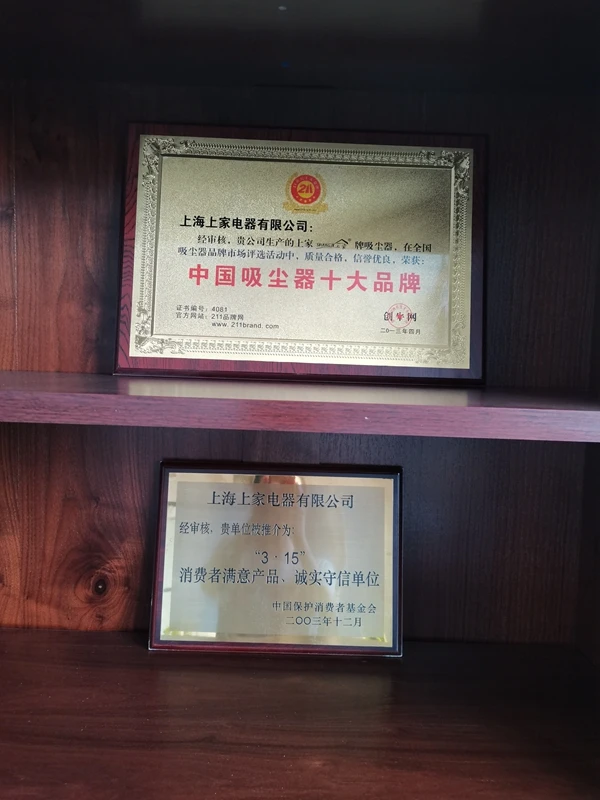 211
上海上家电器有限公司：
经审核，贵公司生产的上家牌吸尘器，在全国
吸尘器品牌市场评选活动中，质量合格、信誉优良，荣获：
中国吸尘器十大品牌
证书编号：4081
官方网站：211品牌网
www.211brand.com
创牌网
二○一三年四月
上海上家电器有限公司
经审核，贵单位被推介为：
“3·15”
消费者满意产品、诚实守信单位
中国保护消费者基金会
二〇〇三年十二月